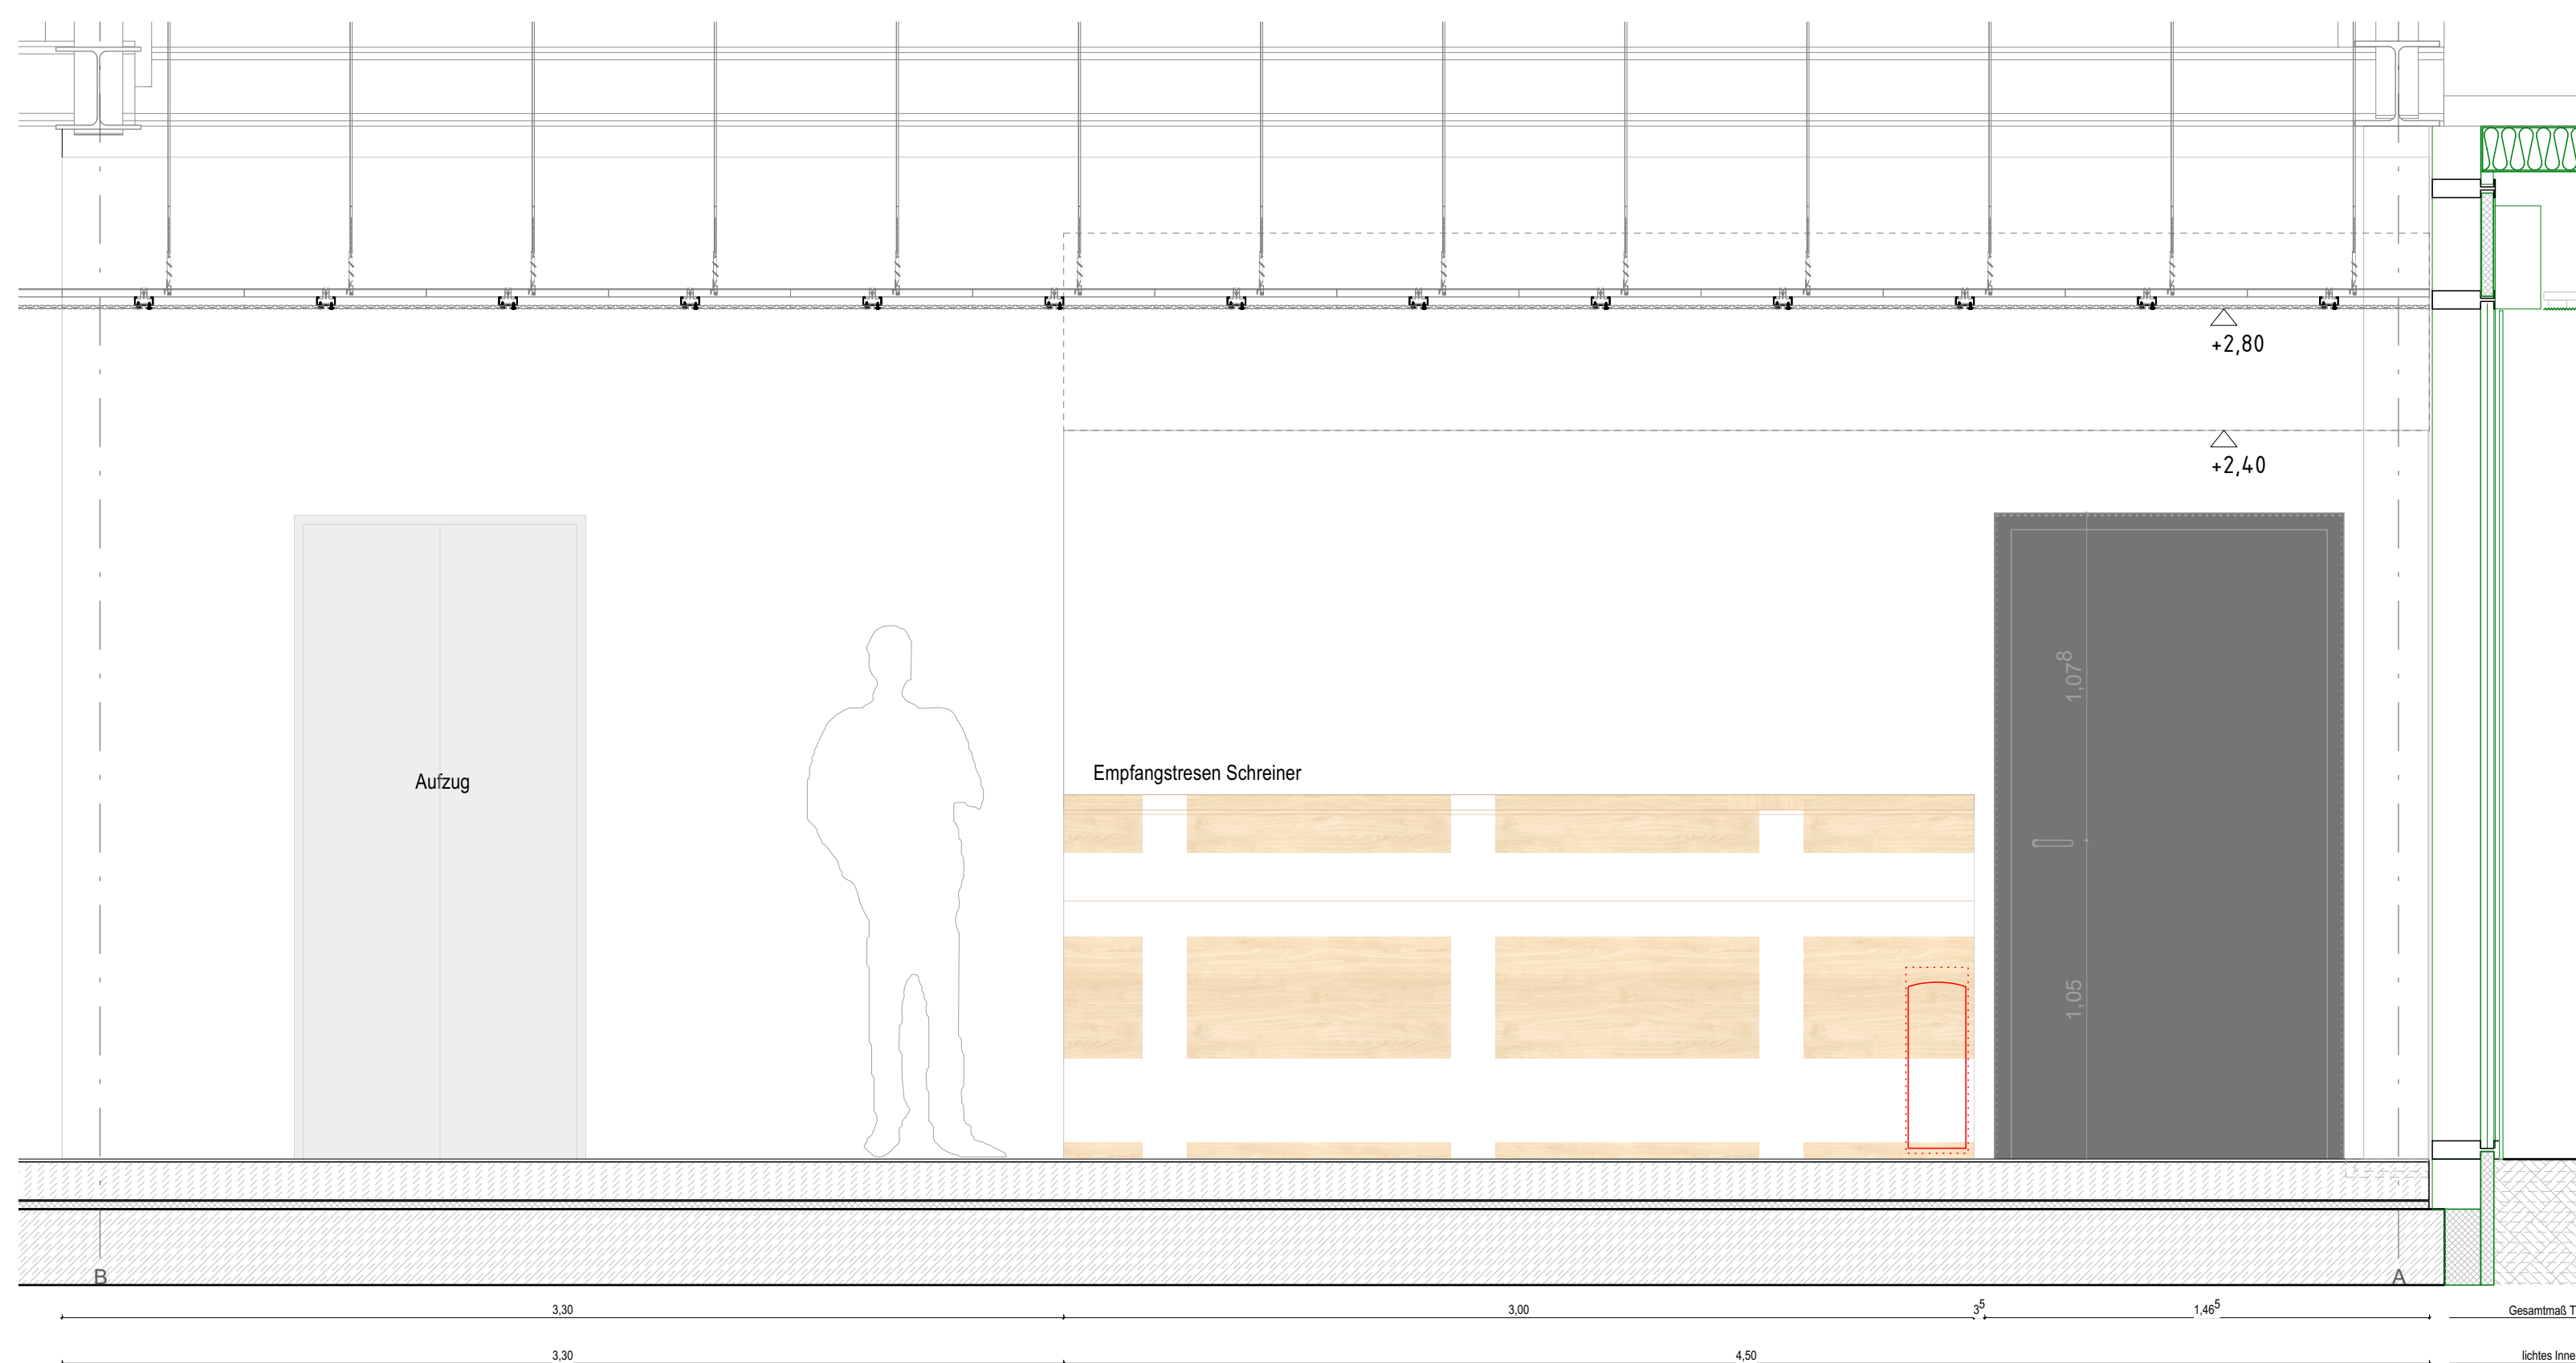 +2,80
+2,40
1,07⁸
Empfangstresen Schreiner
Aufzug
1,05
B
A
3,30
3,00
3⁵
1,46⁵
Gesamtmaß T
3,30
4,50
lichtes Inne